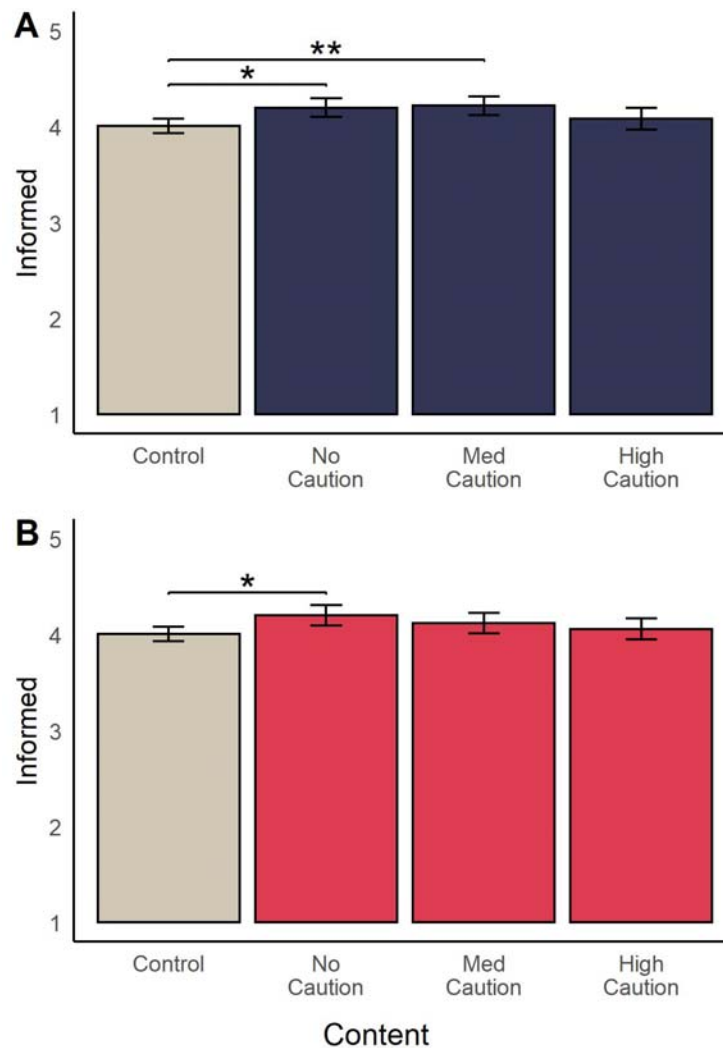 A
5
**
*
4
Informed
3
2
1
Control
No
Caution
Med
Caution
High
Caution
B
5
*
4
Informed
3
2
1
Control
No
Caution
Med
Caution
High
Caution
Content